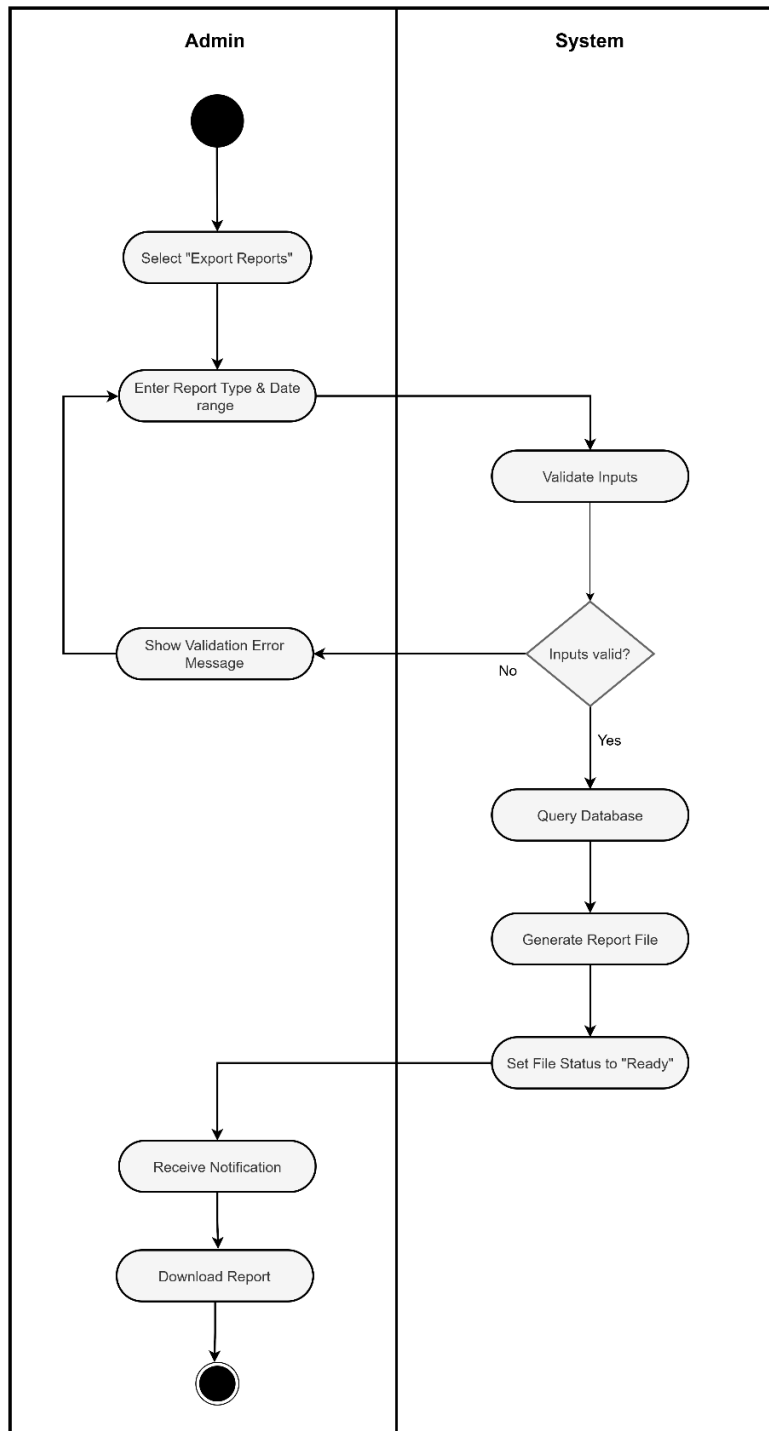 Admin
System
Select "Export Reports"
Enter Report Type & Date
range
Validate Inputs
Inputs valid?
No
Show Validation Error
Message
Yes
Query Database
Generate Report File
Set File Status to "Ready"
Receive Notification
Download Report